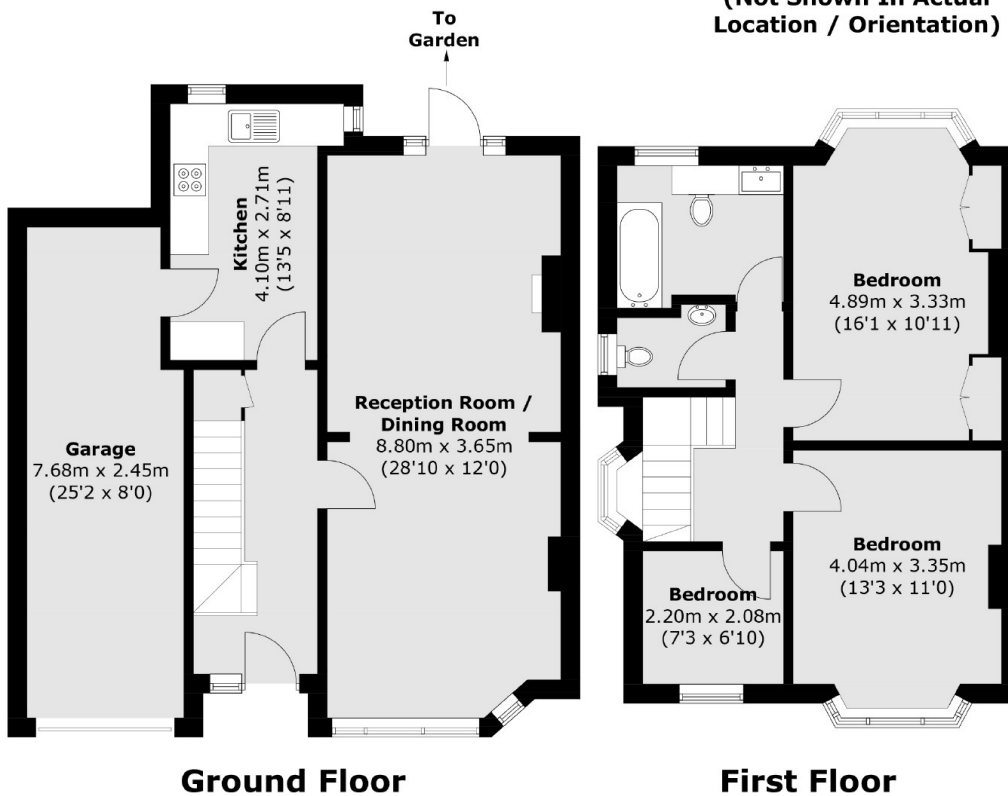 (Not Shown In Actual
Location / Orientation)
To
Garden
Kitchen
4.10m x 2.71m
(13'5 x 8'11)
Reception Room /
Dining Room
8.80m x 3.65m
(28'10 x 12'0)
Garage
7.68m x 2.45m
(25'2 x 8'0)
Bedroom
4.89m x 3.33m
(16'1 x 10'11)
Bedroom
4.04m x 3.35m
(13'3 x 11'0)
Bedroom
2.20m x 2.08m
(7'3 x 6'10)
Ground Floor
First Floor